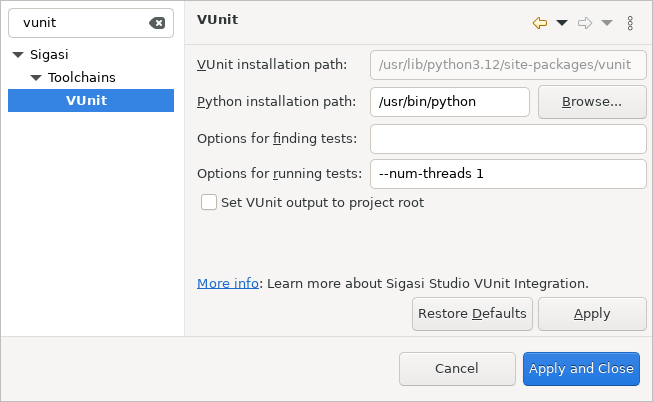 vunit
Sigasi
Toolchains
VUnit
VUnit
VUnit installation path: /usr/lib/python3.12/site-packages/vunit
Python installation path: /usr/bin/python Browse...
Options for finding tests:
Options for running tests: --num-threads 1
Set VUnit output to project root
More info: Learn more about Sigasi Studio VUnit Integration.
Restore Defaults Apply
Cancel Apply and Close